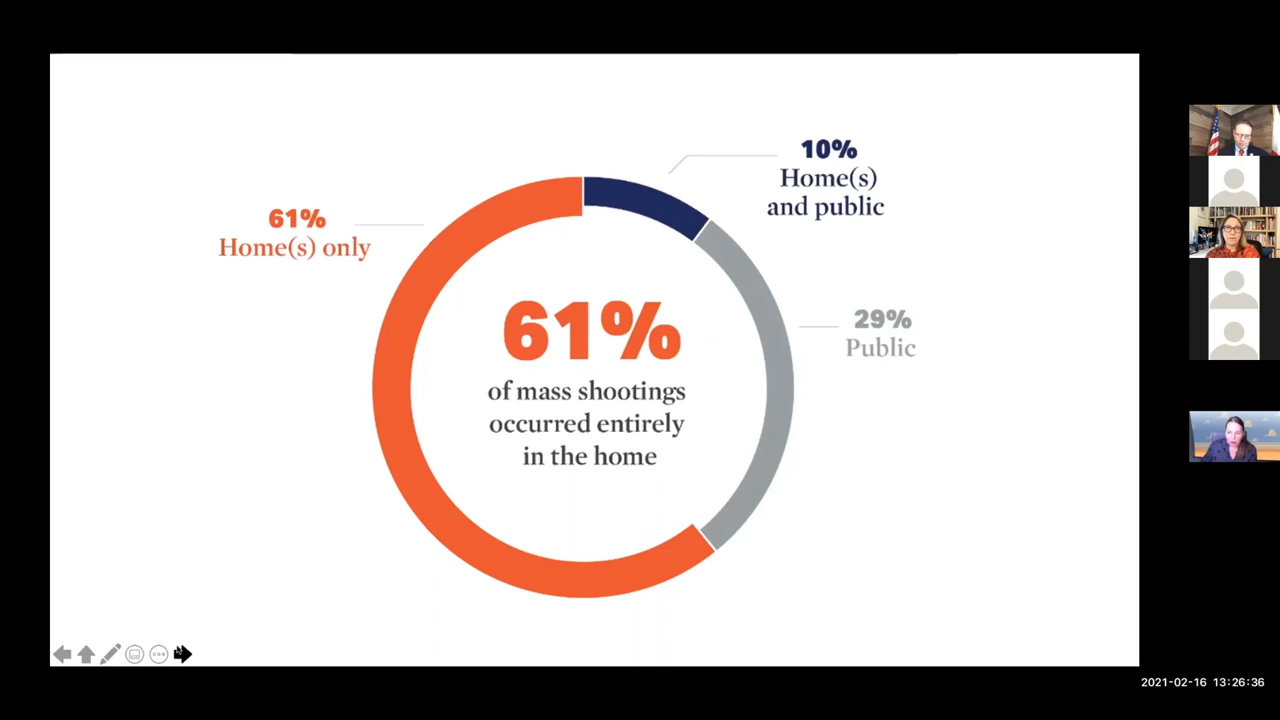 10%
Home(s)
and public
61%
Home(s) only
29%
Public
61%
of mass shootings
occurred entirely
in the home
2021-02-16 13:26:36